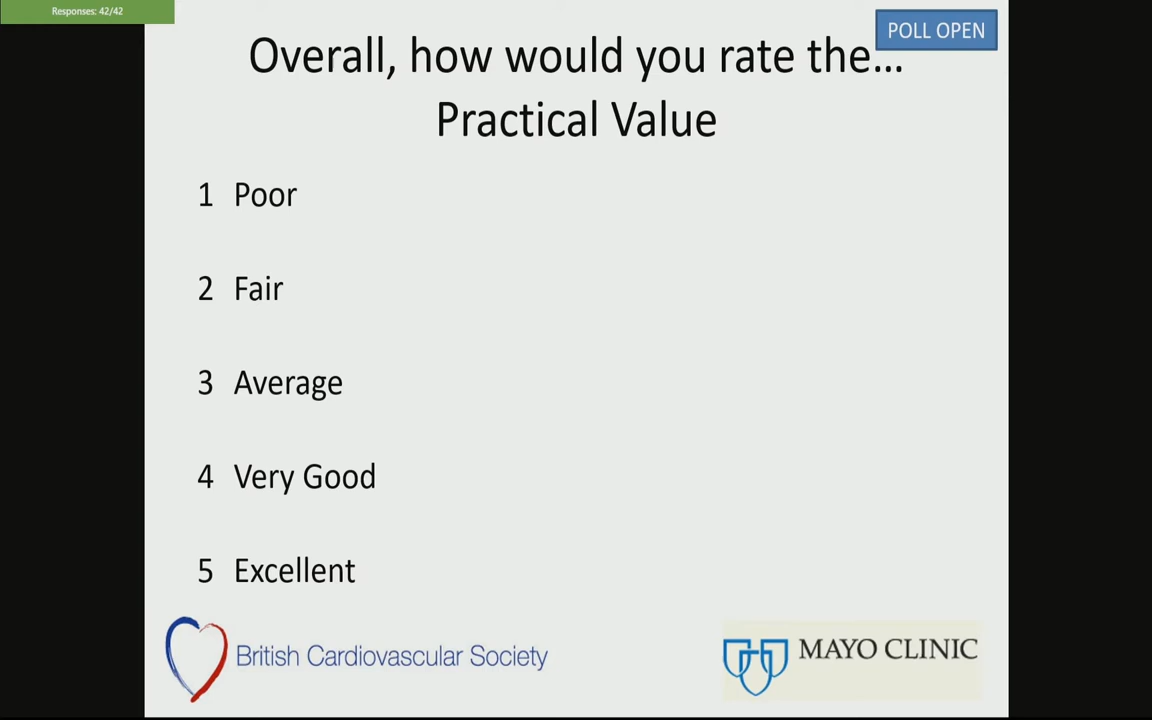 Responses: 42/42
POLL OPEN
Overall, how would you rate the...
Practical Value
1 Poor
2 Fair
3 Average
4 Very Good
5 Excellent
British Cardiovascular Society
MAYO CLINIC